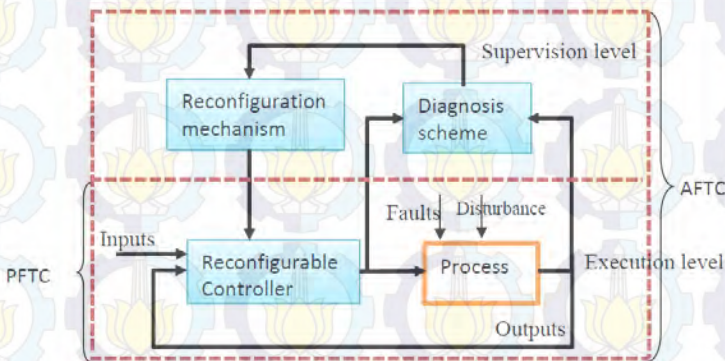 Supervision level
Reconfiguration
mechanism
Diagnosis
scheme
AFTC
Faults
Disturbance
Inputs
PFTC
Reconfigurable
Controller
Process
Execution level
Outputs